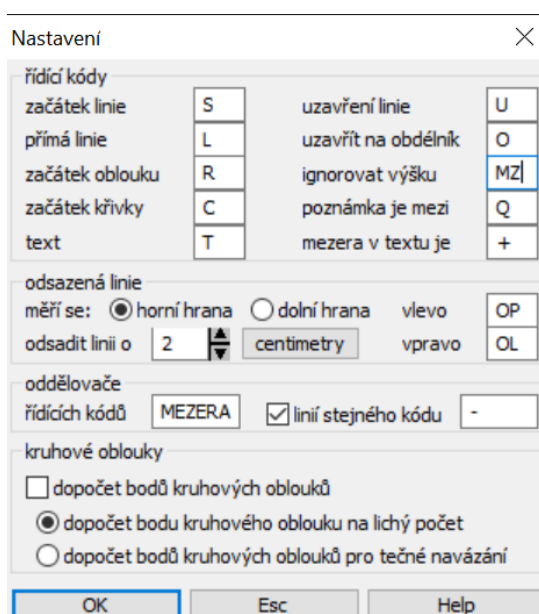 Nastavení
řídící kódy
začátek linie S uzavření linie U
přímá linie L uzavřít na obdélník O
začátek oblouku R ignorovat výšku MZ
začátek křivky C poznámka je mezi Q
text T mezera v textu je +
odsazená linie
měří se: horní hrana dolní hrana vlevo OP
odsadit linii o 2 centimetry vpravo OL
oddělovače
řídících kódů MEZERA linií stejného kódu -
kruhové oblouky
dopočet bodů kruhových oblouků
dopočet bodu kruhového oblouku na lichý počet
dopočet bodů kruhových oblouků pro tečné navázání
OK Esc Help